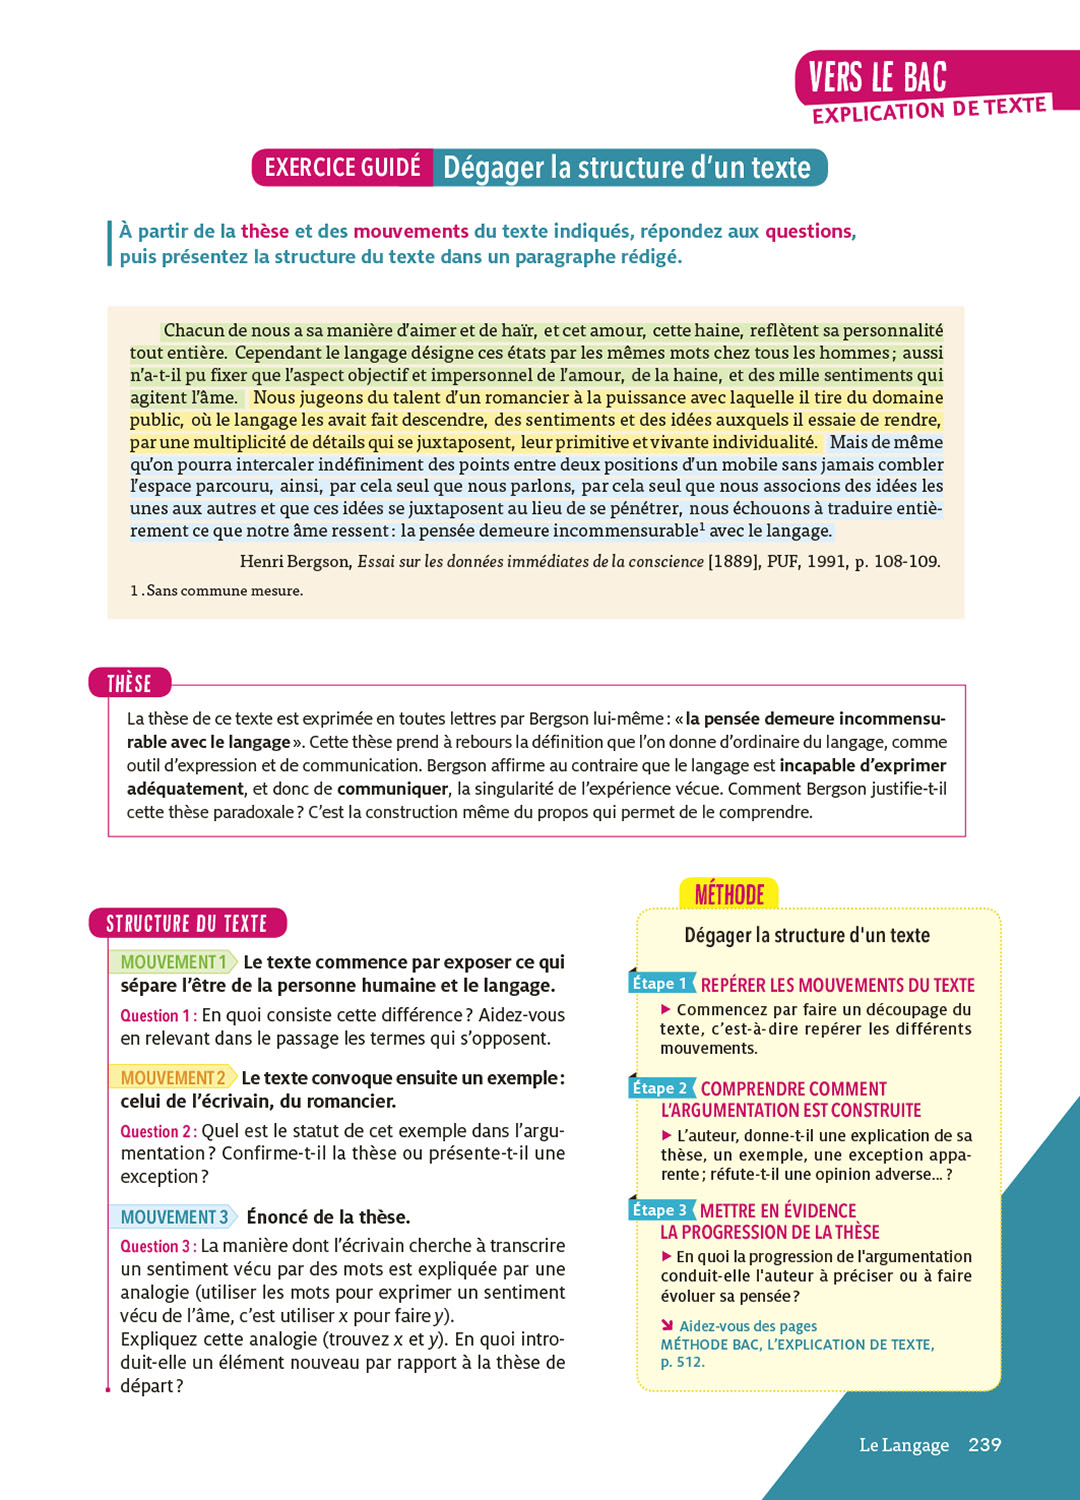 VERS LE BAC
EXPLICATION DE TEXTE
EXERCICE GUIDÉ Dégager la structure d'un texte
À partir de la thèse et des mouvements du texte indiqués, répondez aux questions,
puis présentez la structure du texte dans un paragraphe rédigé.
Chacun de nous a sa manière d'aimer et de haïr, et cet amour, cette haine, reflètent sa personnalité
tout entière. Cependant le langage désigne ces états par les mêmes mots chez tous les hommes ; aussi
n'a-t-il pu fixer que l'aspect objectif et impersonnel de l'amour, de la haine, et des mille sentiments qui
agitent l'âme. Nous jugeons du talent d'un romancier à la puissance avec laquelle il tire du domaine
public, où le langage les avait fait descendre, des sentiments et des idées auxquels il essaie de rendre,
par une multiplicité de détails qui se juxtaposent, leur primitive et vivante individualité. Mais de même
qu'on pourra intercaler indéfiniment des points entre deux positions d'un mobile sans jamais combler
l'espace parcouru, ainsi, par cela seul que nous parlons, par cela seul que nous associons des idées les
unes aux autres et que ces idées se juxtaposent au lieu de se pénétrer, nous échouons à traduire entiè-
rement ce que notre âme ressent : la pensée demeure incommensurable1 avec le langage.
Henri Bergson, Essai sur les données immédiates de la conscience [1889], PUF, 1991, p. 108-109.
1 . Sans commune mesure.
THÈSE
La thèse de ce texte est exprimée en toutes lettres par Bergson lui-même : « la pensée demeure incommensu-
rable avec le langage ». Cette thèse prend à rebours la définition que l'on donne d'ordinaire du langage, comme
outil d'expression et de communication. Bergson affirme au contraire que le langage est incapable d'exprimer
adéquatement, et donc de communiquer, la singularité de l'expérience vécue. Comment Bergson justifie-t-il
cette thèse paradoxale ? C'est la construction même du propos qui permet de le comprendre.
STRUCTURE DU TEXTE
MOUVEMENT 1 Le texte commence par exposer ce qui
sépare l'être de la personne humaine et le langage.
Question 1 : En quoi consiste cette différence ? Aidez-vous
en relevant dans le passage les termes qui s'opposent.
MOUVEMENT 2 Le texte convoque ensuite un exemple :
celui de l'écrivain, du romancier.
Question 2 : Quel est le statut de cet exemple dans l'argu-
mentation ? Confirme-t-il la thèse ou présente-t-il une
exception ?
MOUVEMENT 3 Énoncé de la thèse.
Question 3 : La manière dont l'écrivain cherche à transcrire
un sentiment vécu par des mots est expliquée par une
analogie (utiliser les mots pour exprimer un sentiment
vécu de l'âme, c'est utiliser x pour faire y).
Expliquez cette analogie (trouvez x et y). En quoi intro-
duit-elle un élément nouveau par rapport à la thèse de
départ ?
MÉTHODE
Dégager la structure d'un texte
Étape 1 REPÉRER LES MOUVEMENTS DU TEXTE
▶ Commencez par faire un découpage du
texte, c'est-à-dire repérer les différents
mouvements.
Étape 2 COMPRENDRE COMMENT
L'ARGUMENTATION EST CONSTRUITE
▶ L'auteur, donne-t-il une explication de sa
thèse, un exemple, une exception appa-
rente ; réfute-t-il une opinion adverse... ?
Étape 3 METTRE EN ÉVIDENCE
LA PROGRESSION DE LA THÈSE
▶ En quoi la progression de l'argumentation
conduit-elle l'auteur à préciser ou à faire
évoluer sa pensée ?
↘ Aidez-vous des pages
MÉTHODE BAC, L'EXPLICATION DE TEXTE,
p. 512.
Le Langage 239